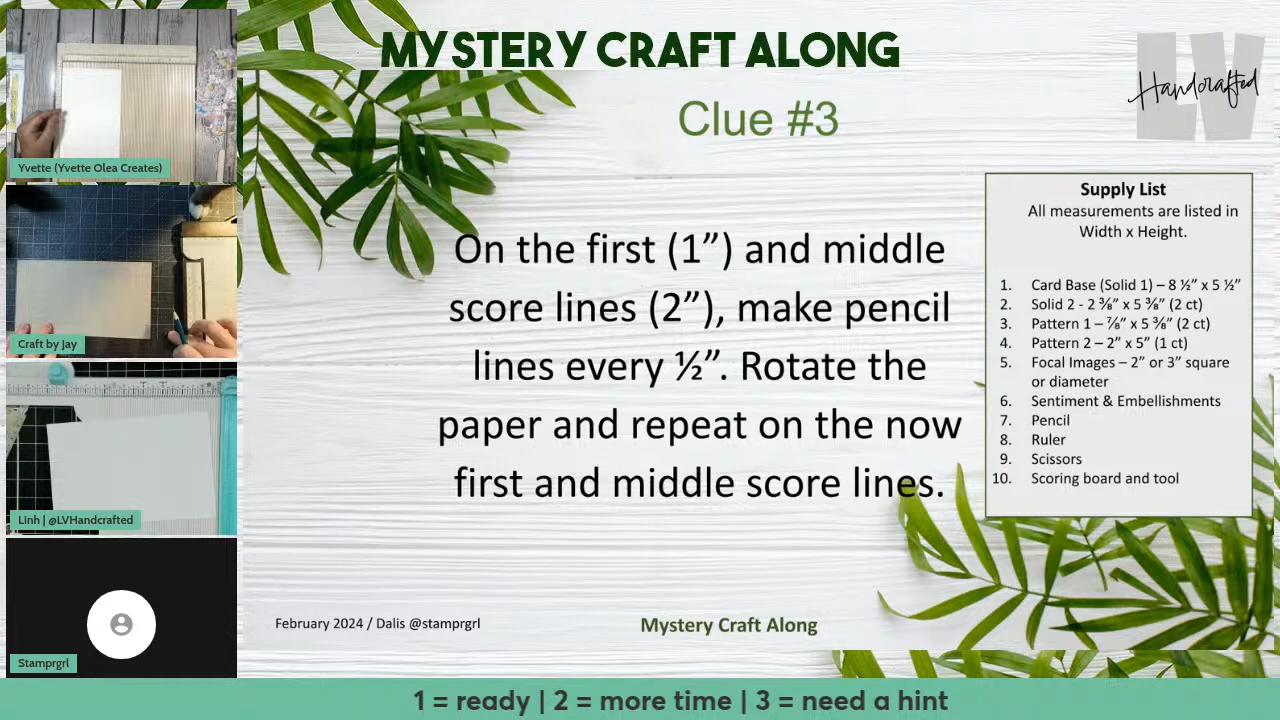 MYSTERY CRAFT ALONG
Clue #3
LV
Handcrafted
Yvette (Yvette Olea Creates)
Craft by Jay
Linh | @LVHandcrafted
Stamprgrl
On the first (1”) and middle
score lines (2”), make pencil
lines every ½”. Rotate the
paper and repeat on the now
first and middle score lines.
Supply List
All measurements are listed in
Width x Height.
1. Card Base (Solid 1) – 8 ½” x 5 ½”
2. Solid 2 - 2 ⅜” x 5 ⅜” (2 ct)
3. Pattern 1 – ⅞” x 5 ⅜” (2 ct)
4. Pattern 2 – 2” x 5” (1 ct)
5. Focal Images – 2” or 3” square
or diameter
6. Sentiment & Embellishments
7. Pencil
8. Ruler
9. Scissors
10. Scoring board and tool
February 2024 / Dalis @stamprgrl
Mystery Craft Along
1 = ready | 2 = more time | 3 = need a hint